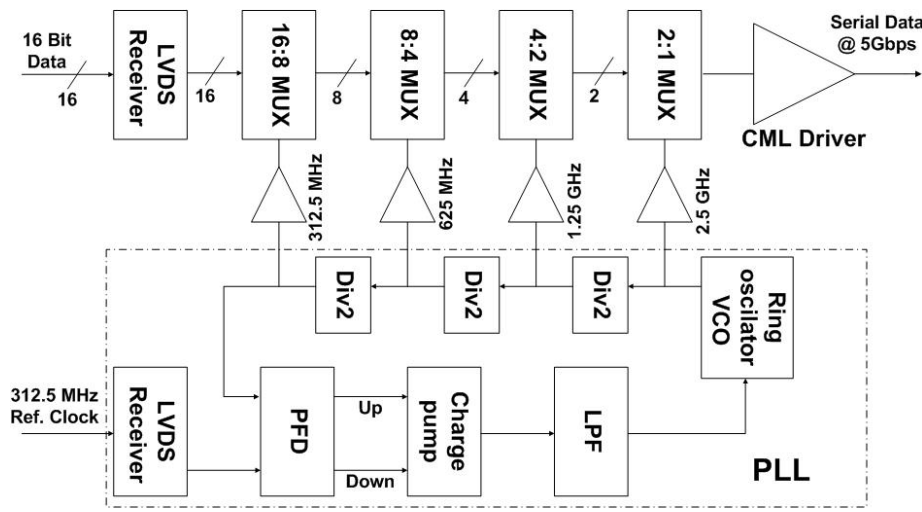 16 Bit
Data
16
LVDS
Receiver
16
16:8 MUX
8
8:4 MUX
4
4:2 MUX
2
2:1 MUX
CML Driver
Serial Data
@ 5Gbps
312.5 MHz
625 MHz
1.25 GHz
2.5 GHz
Div2
Div2
Div2
Ring
oscilator
VCO
312.5 MHz
Ref. Clock
LVDS
Receiver
PFD
Up
Down
Charge
pump
LPF
PLL